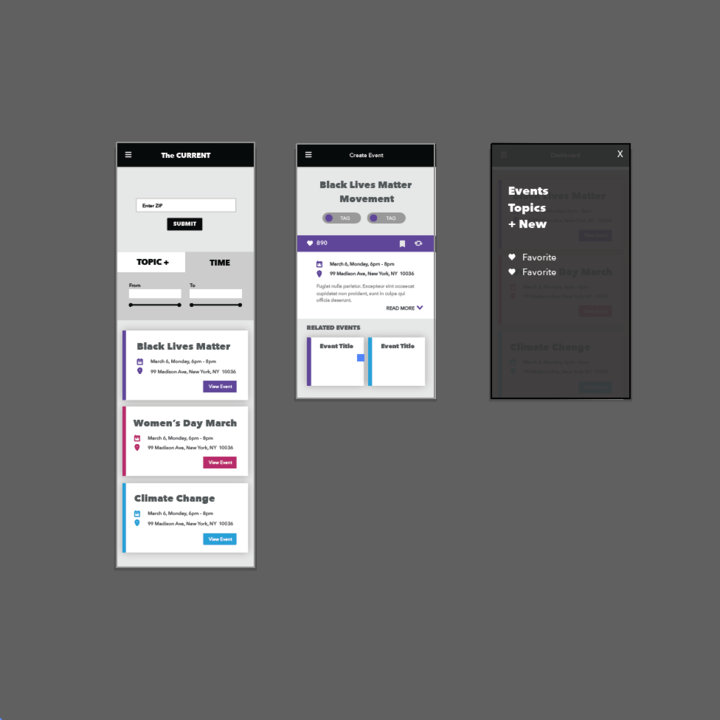 The CURRENT
Enter ZIP
SUBMIT
TOPIC +
TIME
From
To
Black Lives Matter
March 6, Monday, 6pm - 8pm
99 Madison Ave, New York, NY 10036
View Event
Women's Day March
March 6, Monday, 6pm - 8pm
99 Madison Ave, New York, NY 10036
View Event
Climate Change
March 6, Monday, 6pm - 8pm
99 Madison Ave, New York, NY 10036
View Event
Create Event
Black Lives Matter
Movement
TAG
TAG
890
March 6, Monday, 6pm - 8pm
99 Madison Ave, New York, NY 10036
Fugiat nulla pariatur. Excepteur sint occaecat
cupidatat non proident, sunt in culpa qui
officia deserunt.
READ MORE
RELATED EVENTS
Event Title
Event Title
X
Events
Topics
+ New
Favorite
Favorite
Climate Change